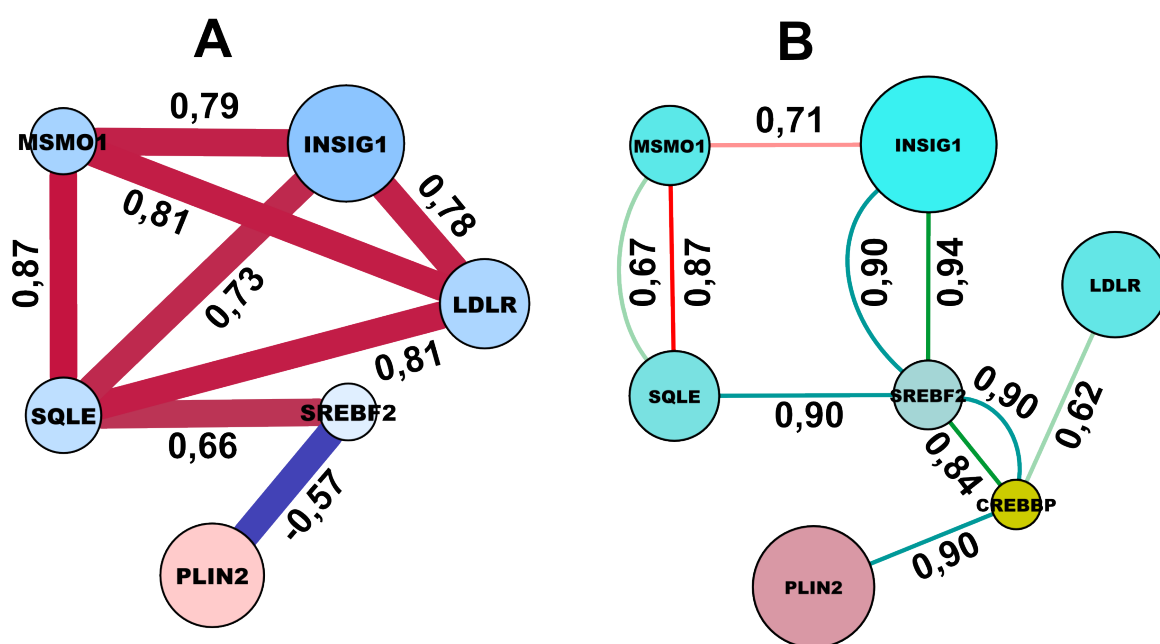 A
B
0,79
MSMO1
INSIG1
0,81
0,78
0,87
0,73
LDLR
0,81
SQLE
SREBF2
0,66
-0,57
PLIN2
0,71
MSMO1
INSIG1
0,67
0,87
0,90
0,94
LDLR
SQLE
SREBF2
0,90
0,90
0,62
0,84
CREBBP
0,90
PLIN2